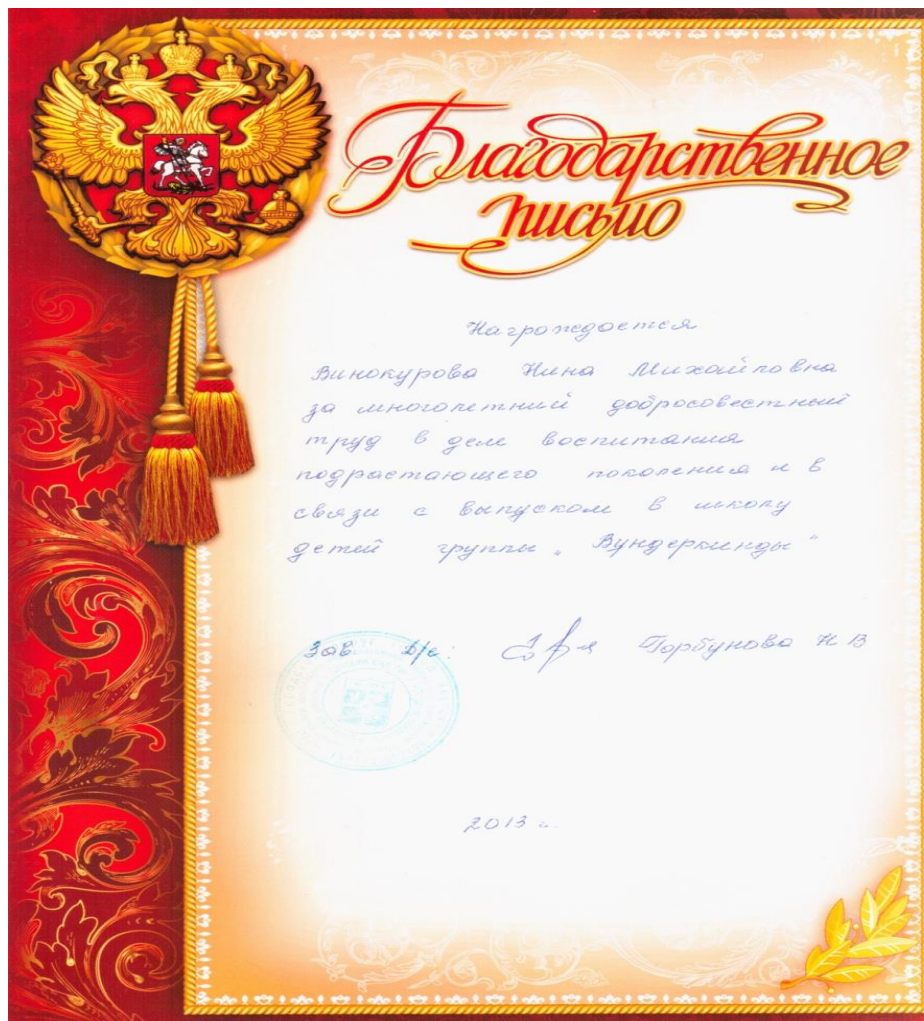 Благодарственное
письмо
Награждается
Винокурова Нина Михайловна
за многолетний добросовестный
труд в деле воспитания
подрастающего поколения и в
связи с выпуском в школу
детей группы „Вундеркинды“
Зав. д/с: Горбунова Н В
2013 г.